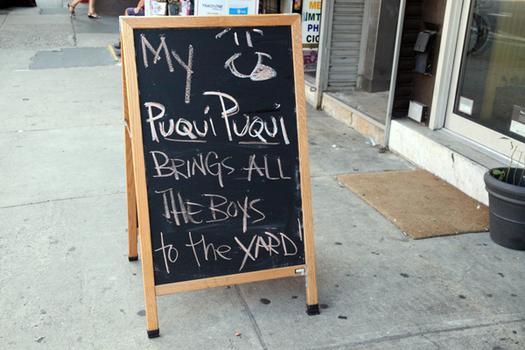 My
PUQUi PUQUi
BRINGS ALL
THE BOYS
to the YARD!